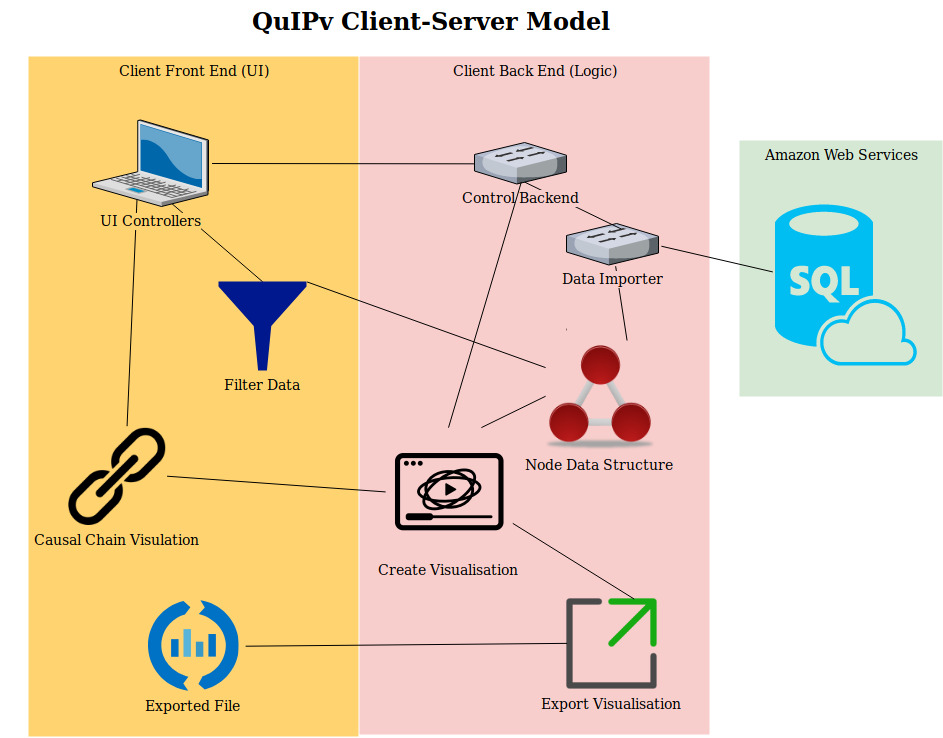 QuIPv Client-Server Model
Client Front End (UI)
Client Back End (Logic)
Amazon Web Services
UI Controllers
Control Backend
SQL
Data Importer
Filter Data
Node Data Structure
Causal Chain Visulation
Create Visualisation
Exported File
Export Visualisation